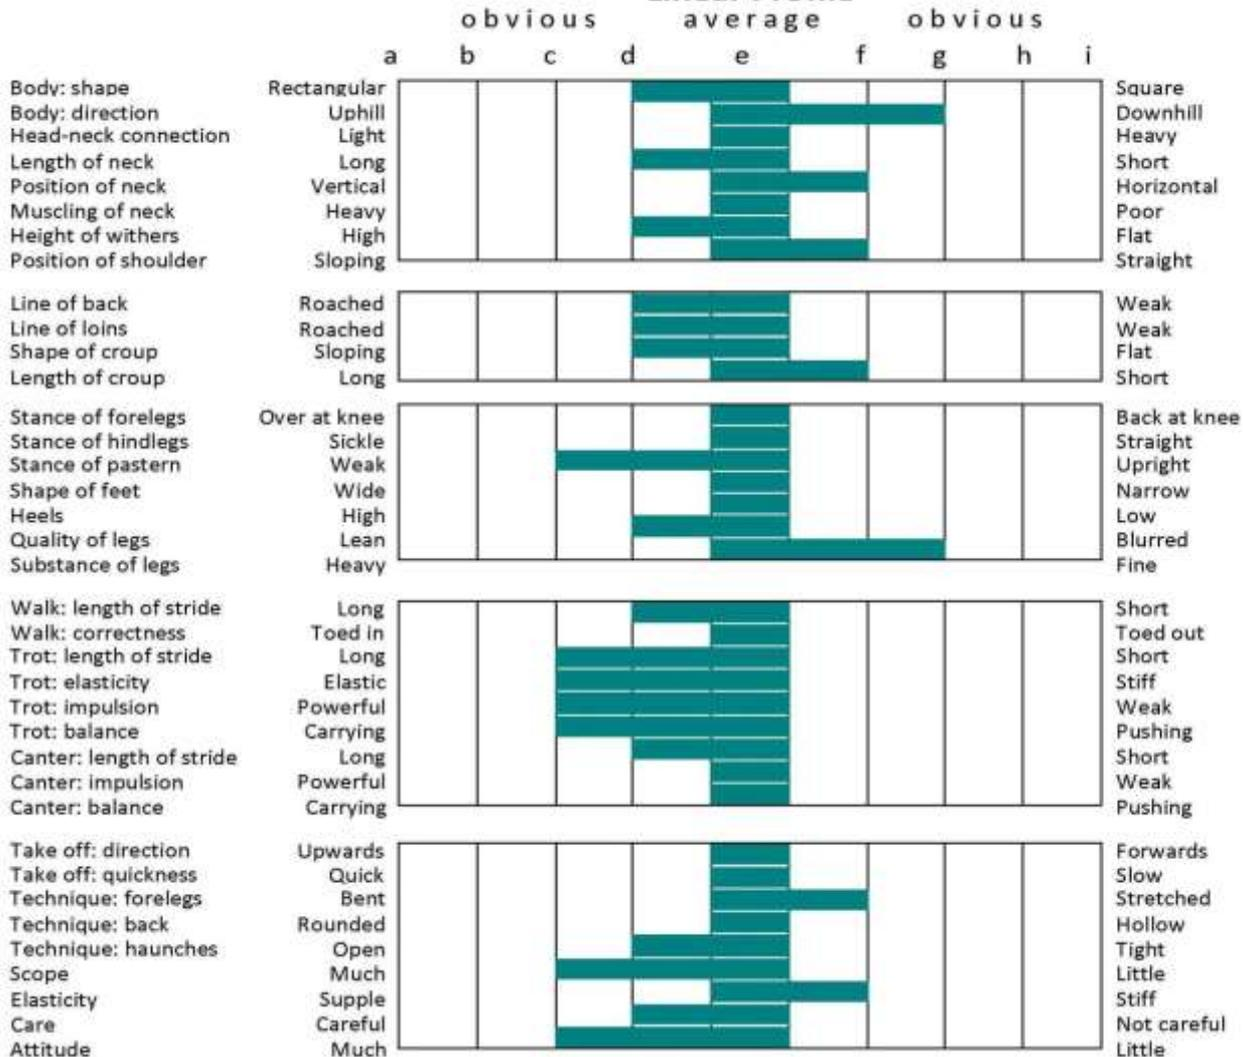 obvious average obvious
a b c d e f g h i
Body: shape Rectangular Square
Body: direction Uphill Downhill
Head-neck connection Light Heavy
Length of neck Long Short
Position of neck Vertical Horizontal
Muscling of neck Heavy Poor
Height of withers High Flat
Position of shoulder Sloping Straight
Line of back Roached Weak
Line of loins Roached Weak
Shape of croup Sloping Flat
Length of croup Long Short
Stance of forelegs Over at knee Back at knee
Stance of hindlegs Sickle Straight
Stance of pastern Weak Upright
Shape of feet Wide Narrow
Heels High Low
Quality of legs Lean Blurred
Substance of legs Heavy Fine
Walk: length of stride Long Short
Walk: correctness Toed in Toed out
Trot: length of stride Long Short
Trot: elasticity Elastic Stiff
Trot: impulsion Powerful Weak
Trot: balance Carrying Pushing
Canter: length of stride Long Short
Canter: impulsion Powerful Weak
Canter: balance Carrying Pushing
Take off: direction Upwards Forwards
Take off: quickness Quick Slow
Technique: forelegs Bent Stretched
Technique: back Rounded Hollow
Technique: haunches Open Tight
Scope Much Little
Elasticity Supple Stiff
Care Careful Not careful
Attitude Much Little